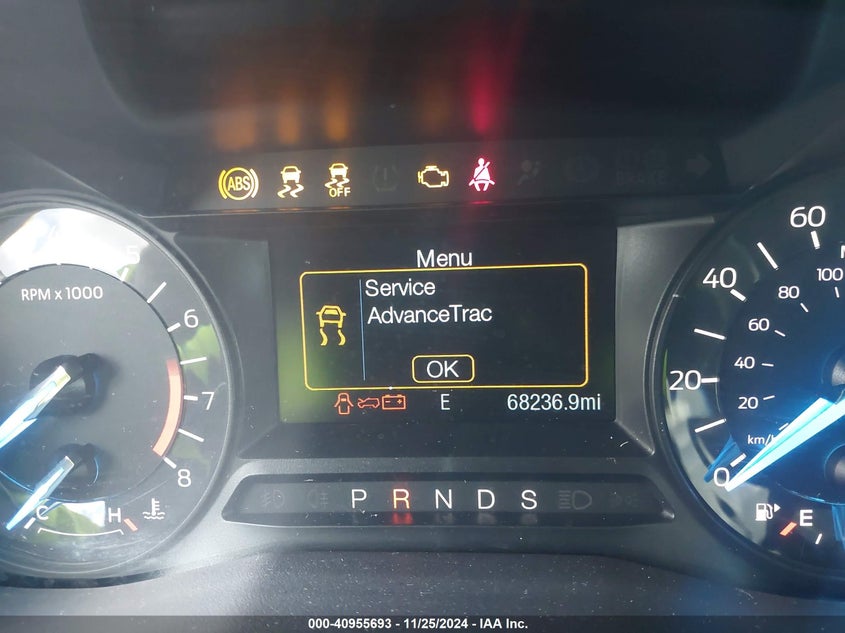 ABS
OFF
Menu
Service
AdvanceTrac
OK
E
68236.9mi
5
RPM x 1000
6
7
8
C
H
P R N D S
60
40
20
0
100
80
60
40
20
km/h
E
000-40955693 - 11/25/2024 - IAA Inc.